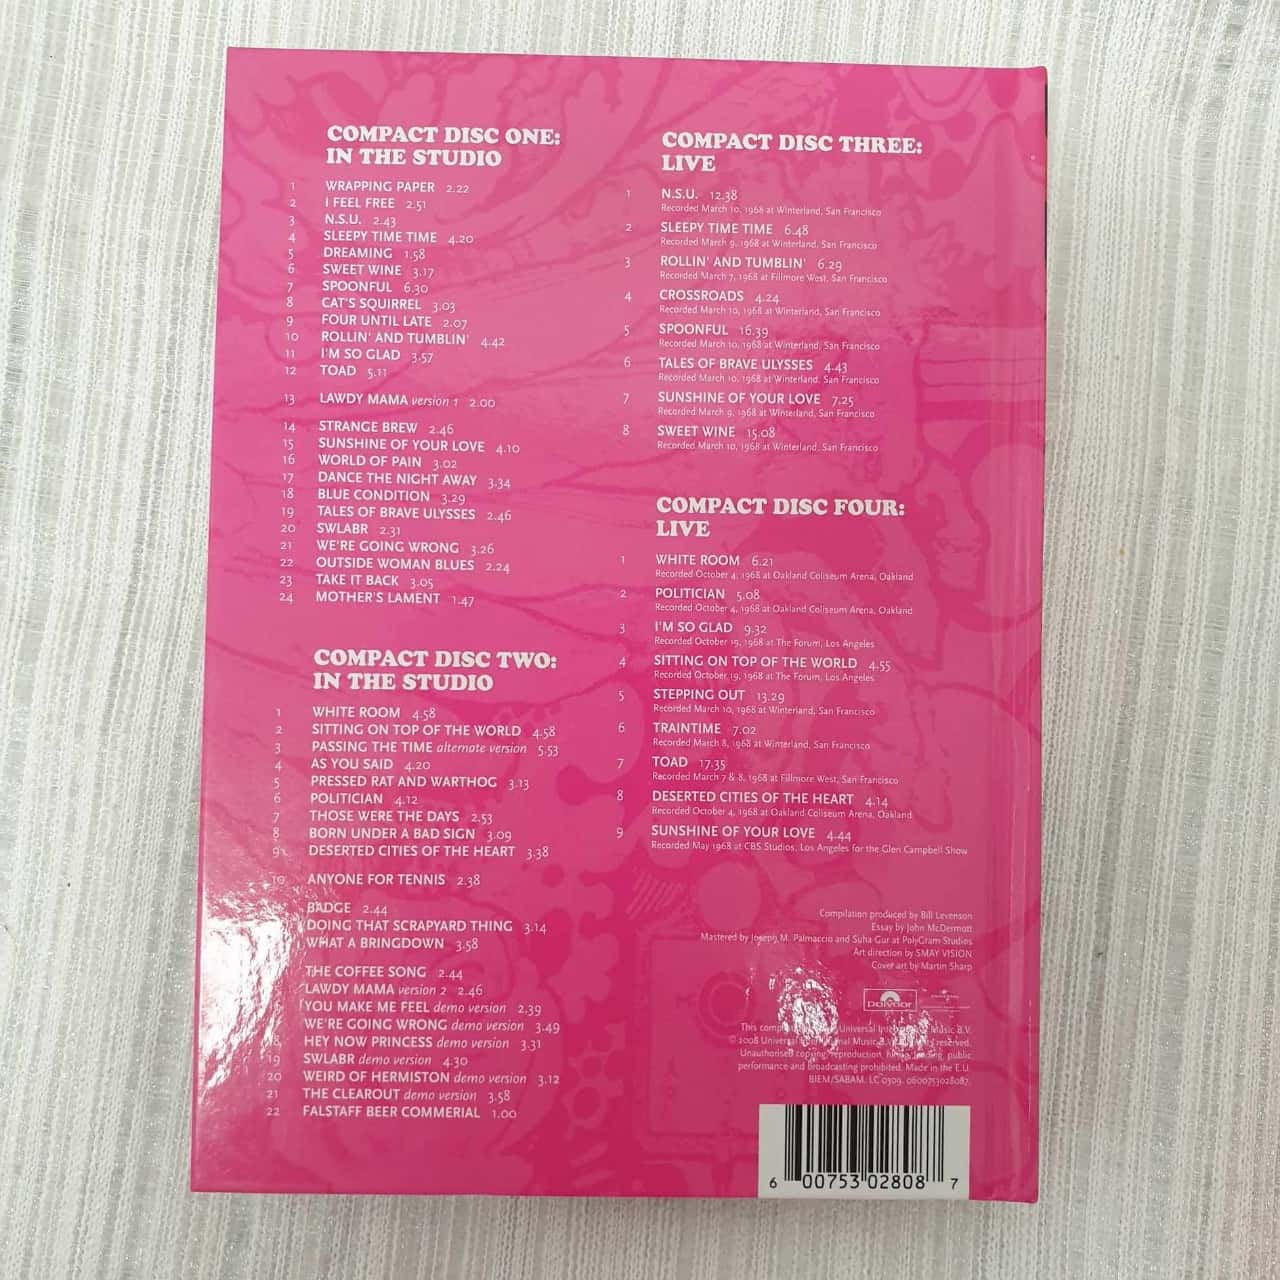 COMPACT DISC ONE:
IN THE STUDIO
1 WRAPPING PAPER 2.22
2 I FEEL FREE 2.51
3 N.S.U. 2.43
4 SLEEPY TIME TIME 4.20
5 DREAMING 1.58
6 SWEET WINE 3.17
7 SPOONFUL 6.30
8 CAT'S SQUIRREL 3.03
9 FOUR UNTIL LATE 2.07
10 ROLLIN' AND TUMBLIN' 4.42
11 I'M SO GLAD 3.57
12 TOAD 5.11
13 LAWDY MAMA version 1 2.00
14 STRANGE BREW 2.46
15 SUNSHINE OF YOUR LOVE 4.10
16 WORLD OF PAIN 3.02
17 DANCE THE NIGHT AWAY 3.34
18 BLUE CONDITION 3.29
19 TALES OF BRAVE ULYSSES 2.46
20 SWLABR 2.31
21 WE'RE GOING WRONG 3.26
22 OUTSIDE WOMAN BLUES 2.24
23 TAKE IT BACK 3.05
24 MOTHER'S LAMENT 1.47
COMPACT DISC TWO:
IN THE STUDIO
1 WHITE ROOM 4.58
2 SITTING ON TOP OF THE WORLD 4.58
3 PASSING THE TIME alternate version 5.53
4 AS YOU SAID 4.20
5 PRESSED RAT AND WARTHOG 3.13
6 POLITICIAN 4.12
7 THOSE WERE THE DAYS 2.53
8 BORN UNDER A BAD SIGN 3.09
9 DESERTED CITIES OF THE HEART 3.38
10 ANYONE FOR TENNIS 2.38
BADGE 2.44
DOING THAT SCRAPYARD THING 3.14
WHAT A BRINGDOWN 3.58
THE COFFEE SONG 2.44
LAWDY MAMA version 2 2.46
YOU MAKE ME FEEL demo version 2.39
WE'RE GOING WRONG demo version 3.49
18 HEY NOW PRINCESS demo version 3.31
19 SWLABR demo version 4.30
20 WEIRD OF HERMISTON demo version 3.12
21 THE CLEAROUT demo version 3.58
22 FALSTAFF BEER COMMERIAL 1.00
COMPACT DISC THREE:
LIVE
1 N.S.U. 12.38
Recorded March 10, 1968 at Winterland, San Francisco
2 SLEEPY TIME TIME 6.48
Recorded March 9, 1968 at Winterland, San Francisco
3 ROLLIN' AND TUMBLIN' 6.29
Recorded March 7, 1968 at Fillmore West, San Francisco
4 CROSSROADS 4.24
Recorded March 10, 1968 at Winterland, San Francisco
5 SPOONFUL 16.39
Recorded March 10, 1968 at Winterland, San Francisco
6 TALES OF BRAVE ULYSSES 4.43
Recorded March 10, 1968 at Winterland, San Francisco
7 SUNSHINE OF YOUR LOVE 7.25
Recorded March 9, 1968 at Winterland, San Francisco
8 SWEET WINE 15.08
Recorded March 10, 1968 at Winterland, San Francisco
COMPACT DISC FOUR:
LIVE
1 WHITE ROOM 6.21
Recorded October 4, 1968 at Oakland Coliseum Arena, Oakland
2 POLITICIAN 5.08
Recorded October 4, 1968 at Oakland Coliseum Arena, Oakland
3 I'M SO GLAD 9.32
Recorded October 19, 1968 at The Forum, Los Angeles
4 SITTING ON TOP OF THE WORLD 4.55
Recorded October 19, 1968 at The Forum, Los Angeles
5 STEPPING OUT 13.29
Recorded March 10, 1968 at Winterland, San Francisco
6 TRAINTIME 7.02
Recorded March 8, 1968 at Winterland, San Francisco
7 TOAD 17.35
Recorded March 7 & 8, 1968 at Fillmore West, San Francisco
8 DESERTED CITIES OF THE HEART 4.14
Recorded October 4, 1968 at Oakland Coliseum Arena, Oakland
9 SUNSHINE OF YOUR LOVE 4.44
Recorded May 1968 at CBS Studios, Los Angeles for the Glen Campbell Show
Compilation produced by Bill Levenson
Essay by John McDermott
Mastered by Joseph M. Palmaccio and Suha Gur at PolyGram Studios
Art direction by SMAY VISION
Cover art by Martin Sharp
polydor UNIVERSAL
This Universal Music B.V.
© 2008 Universal Music reserved.
Unauthorised copying, reproduction, public
performance and broadcasting prohibited. Made in the E.U.
BIEM/SABAM. LC 0309. 0600753028087.
6 00753 02808 7